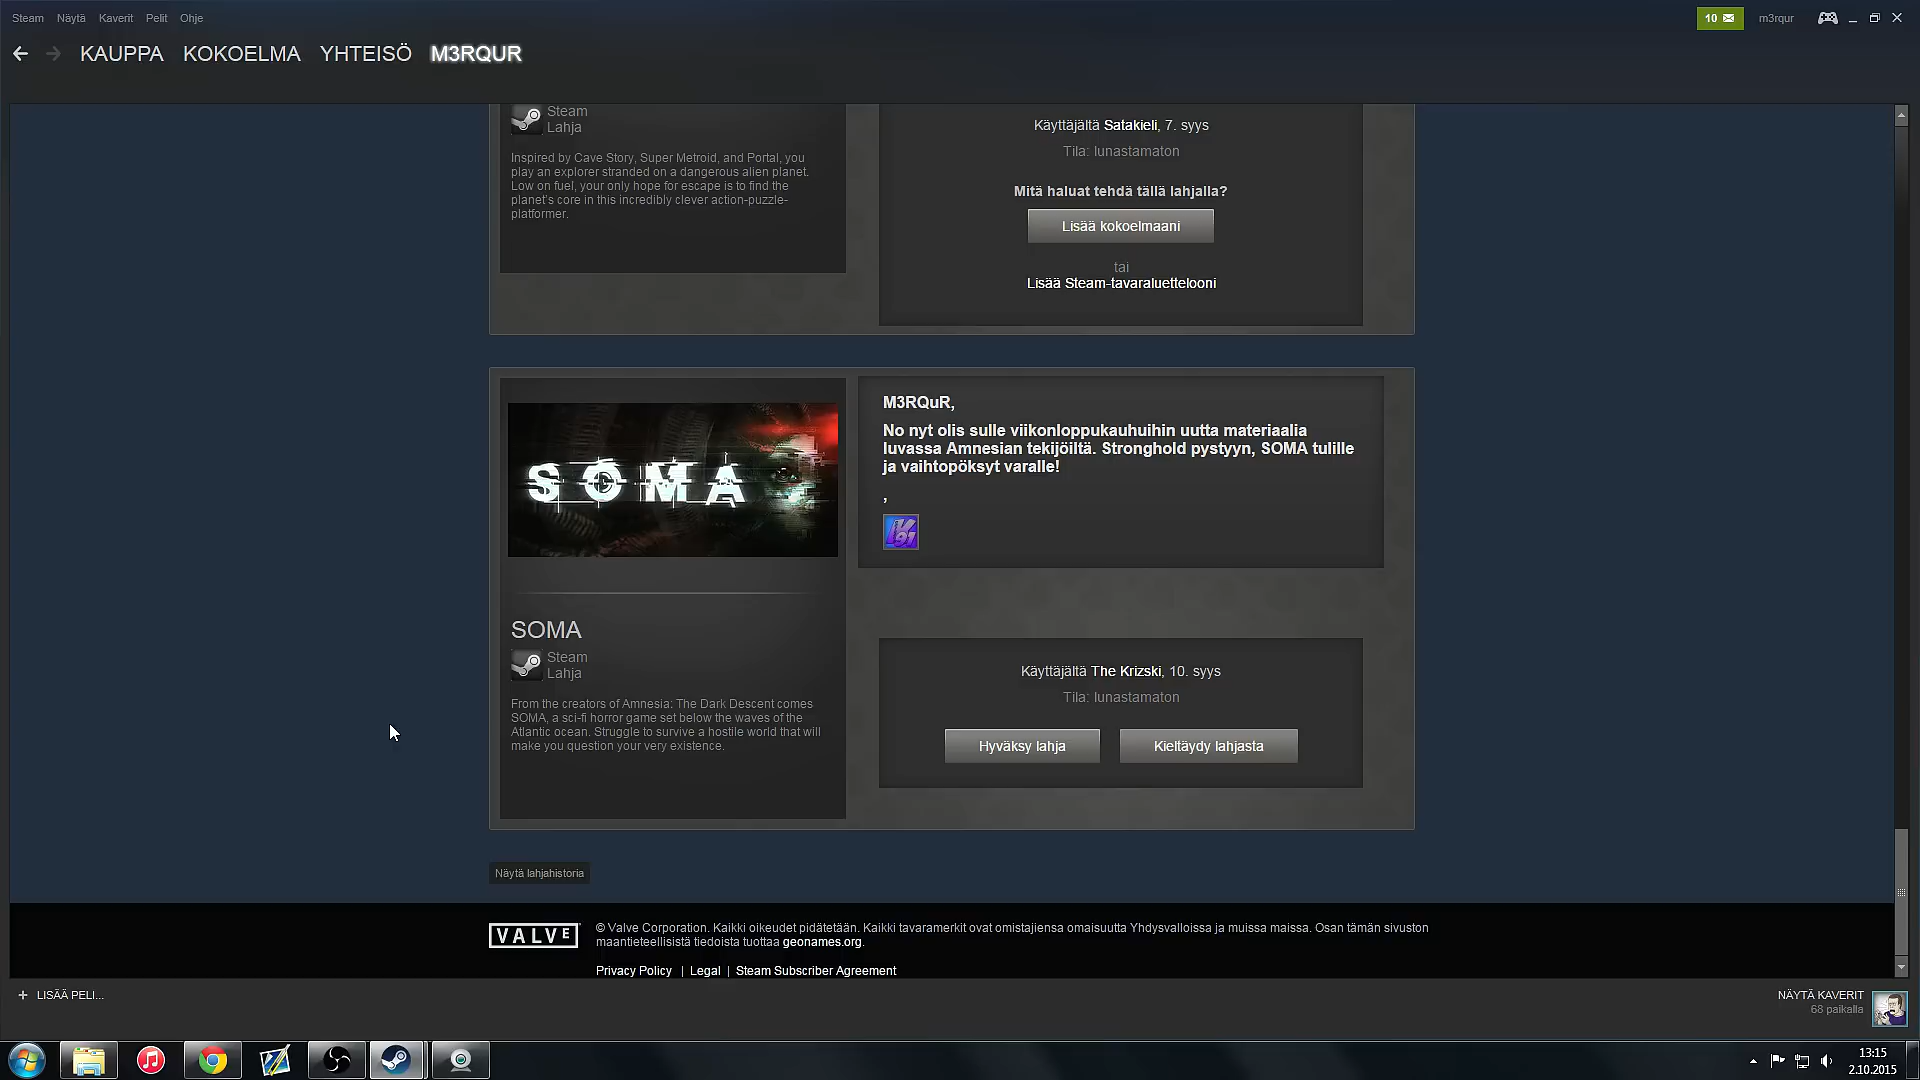 Steam Näytä Kaverit Pelit Ohje
10 m3rqur
KAUPPA KOKOELMA YHTEISÖ M3RQUR
Steam
Lahja
Inspired by Cave Story, Super Metroid, and Portal, you
play an explorer stranded on a dangerous alien planet.
Low on fuel, your only hope for escape is to find the
planet's core in this incredibly clever action-puzzle-
platformer.
Käyttäjältä Satakieli, 7. syys
Tila: lunastamaton
Mitä haluat tehdä tällä lahjalla?
Lisää kokoelmaani
tai
Lisää Steam-tavaraluettelooni
SOMA
SOMA
Steam
Lahja
From the creators of Amnesia: The Dark Descent comes
SOMA, a sci-fi horror game set below the waves of the
Atlantic ocean. Struggle to survive a hostile world that will
make you question your very existence.
M3RQuR,
No nyt olis sulle viikonloppukauhuihin uutta materiaalia
luvassa Amnesian tekijöiltä. Stronghold pystyyn, SOMA tulille
ja vaihtopöksyt varalle!
,
Käyttäjältä The Krizski, 10. syys
Tila: lunastamaton
Hyväksy lahja Kieltäydy lahjasta
Näytä lahjahistoria
VALVE
© Valve Corporation. Kaikki oikeudet pidätetään. Kaikki tavaramerkit ovat omistajiensa omaisuutta Yhdysvalloissa ja muissa maissa. Osan tämän sivuston
maantieteellisistä tiedoista tuottaa geonames.org.
Privacy Policy | Legal | Steam Subscriber Agreement
+ LISÄÄ PELI...
NÄYTÄ KAVERIT
68 paikalla
13:15
2.10.2015